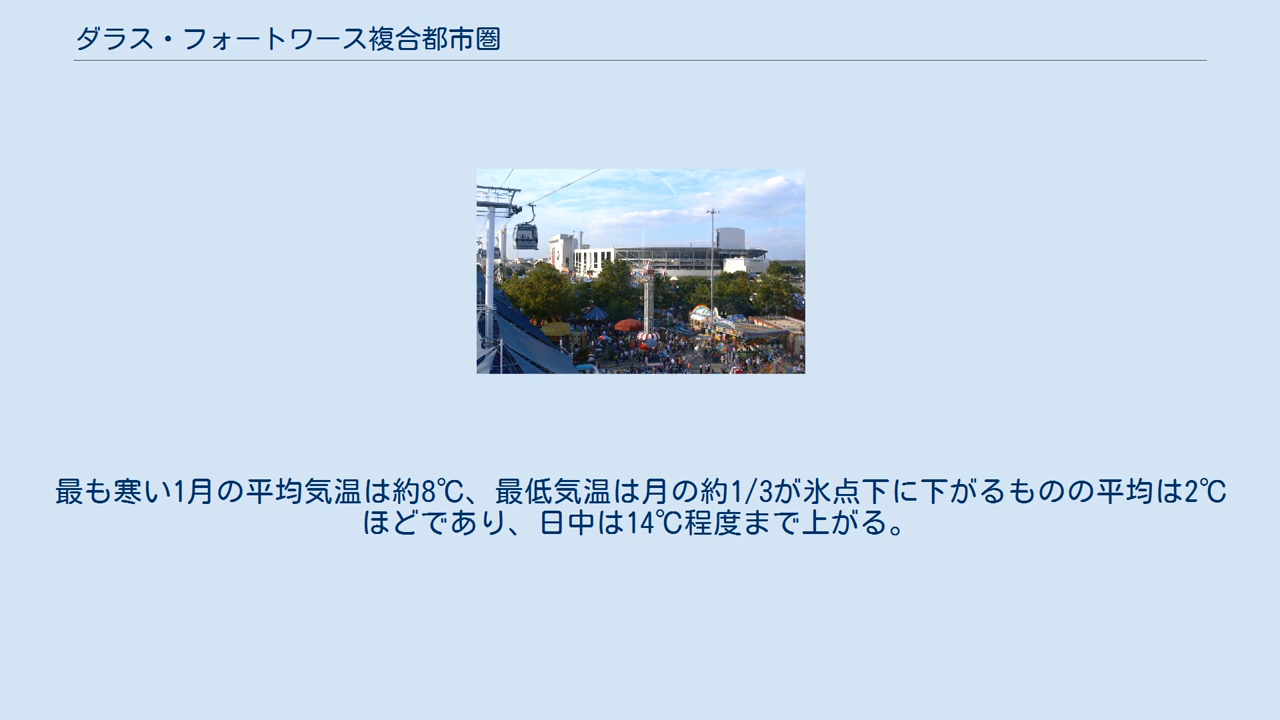 ダラス・フォートワース複合都市圏
最も寒い1月の平均気温は約8℃、最低気温は月の約1/3が氷点下に下がるものの平均は2℃
ほどであり、日中は14℃程度まで上がる。